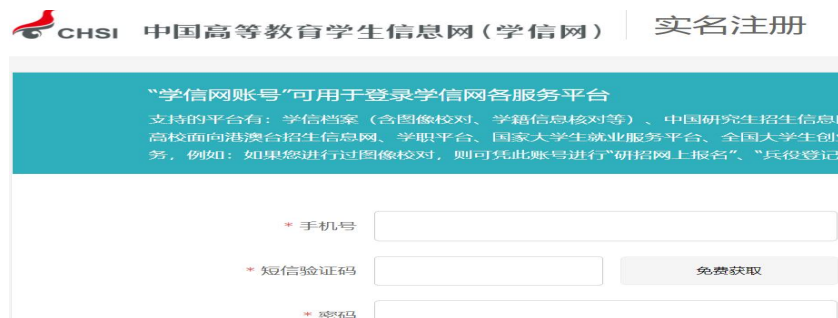 CHSI 中国高等教育学生信息网(学信网) 实名注册
“学信网账号”可用于登录学信网各服务平台
支持的平台有：学信档案（含图像校对、学籍信息核对等）、中国研究生招生信息
高校面向港澳台招生信息网、学职平台、国家大学生就业服务平台、全国大学生创
务，例如：如果您进行过图像校对，则可凭此账号进行“研招网上报名”、“兵役登记
* 手机号
* 短信验证码 免费获取
* 密码